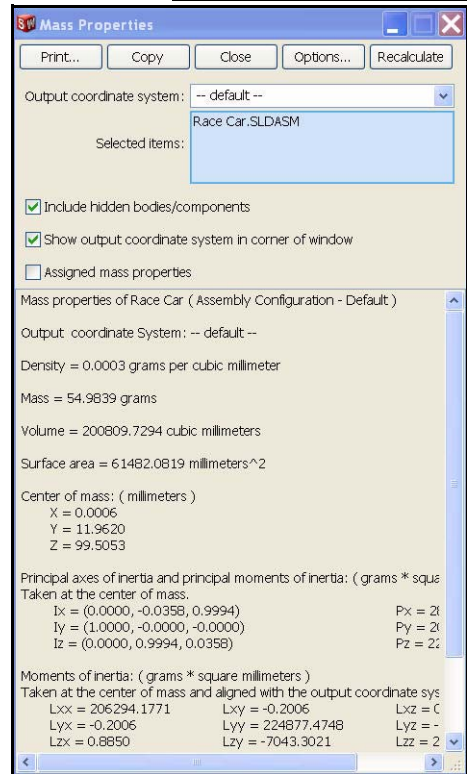 Mass Properties
Print... Copy Close Options... Recalculate
Output coordinate system: -- default --
Race Car.SLDASM
Selected items:
Include hidden bodies/components
Show output coordinate system in corner of window
Assigned mass properties
Mass properties of Race Car ( Assembly Configuration - Default )
Output coordinate System: -- default --
Density = 0.0003 grams per cubic millimeter
Mass = 54.9839 grams
Volume = 200809.7294 cubic millimeters
Surface area = 61482.0819 millimeters^2
Center of mass: ( millimeters )
X = 0.0006
Y = 11.9620
Z = 99.5053
Principal axes of inertia and principal moments of inertia: ( grams * squa
Taken at the center of mass.
Ix = (0.0000, -0.0358, 0.9994) Px = 28
Iy = (1.0000, -0.0000, -0.0000) Py = 20
Iz = (0.0000, 0.9994, 0.0358) Pz = 22
Moments of inertia: ( grams * square millimeters )
Taken at the center of mass and aligned with the output coordinate sys
Lxx = 206294.1771 Lxy = -0.2006 Lxz =
Lyx = -0.2006 Lyy = 224877.4748 Lyz = -
Lzx = 0.8850 Lzy = -7043.3021 Lzz = 2